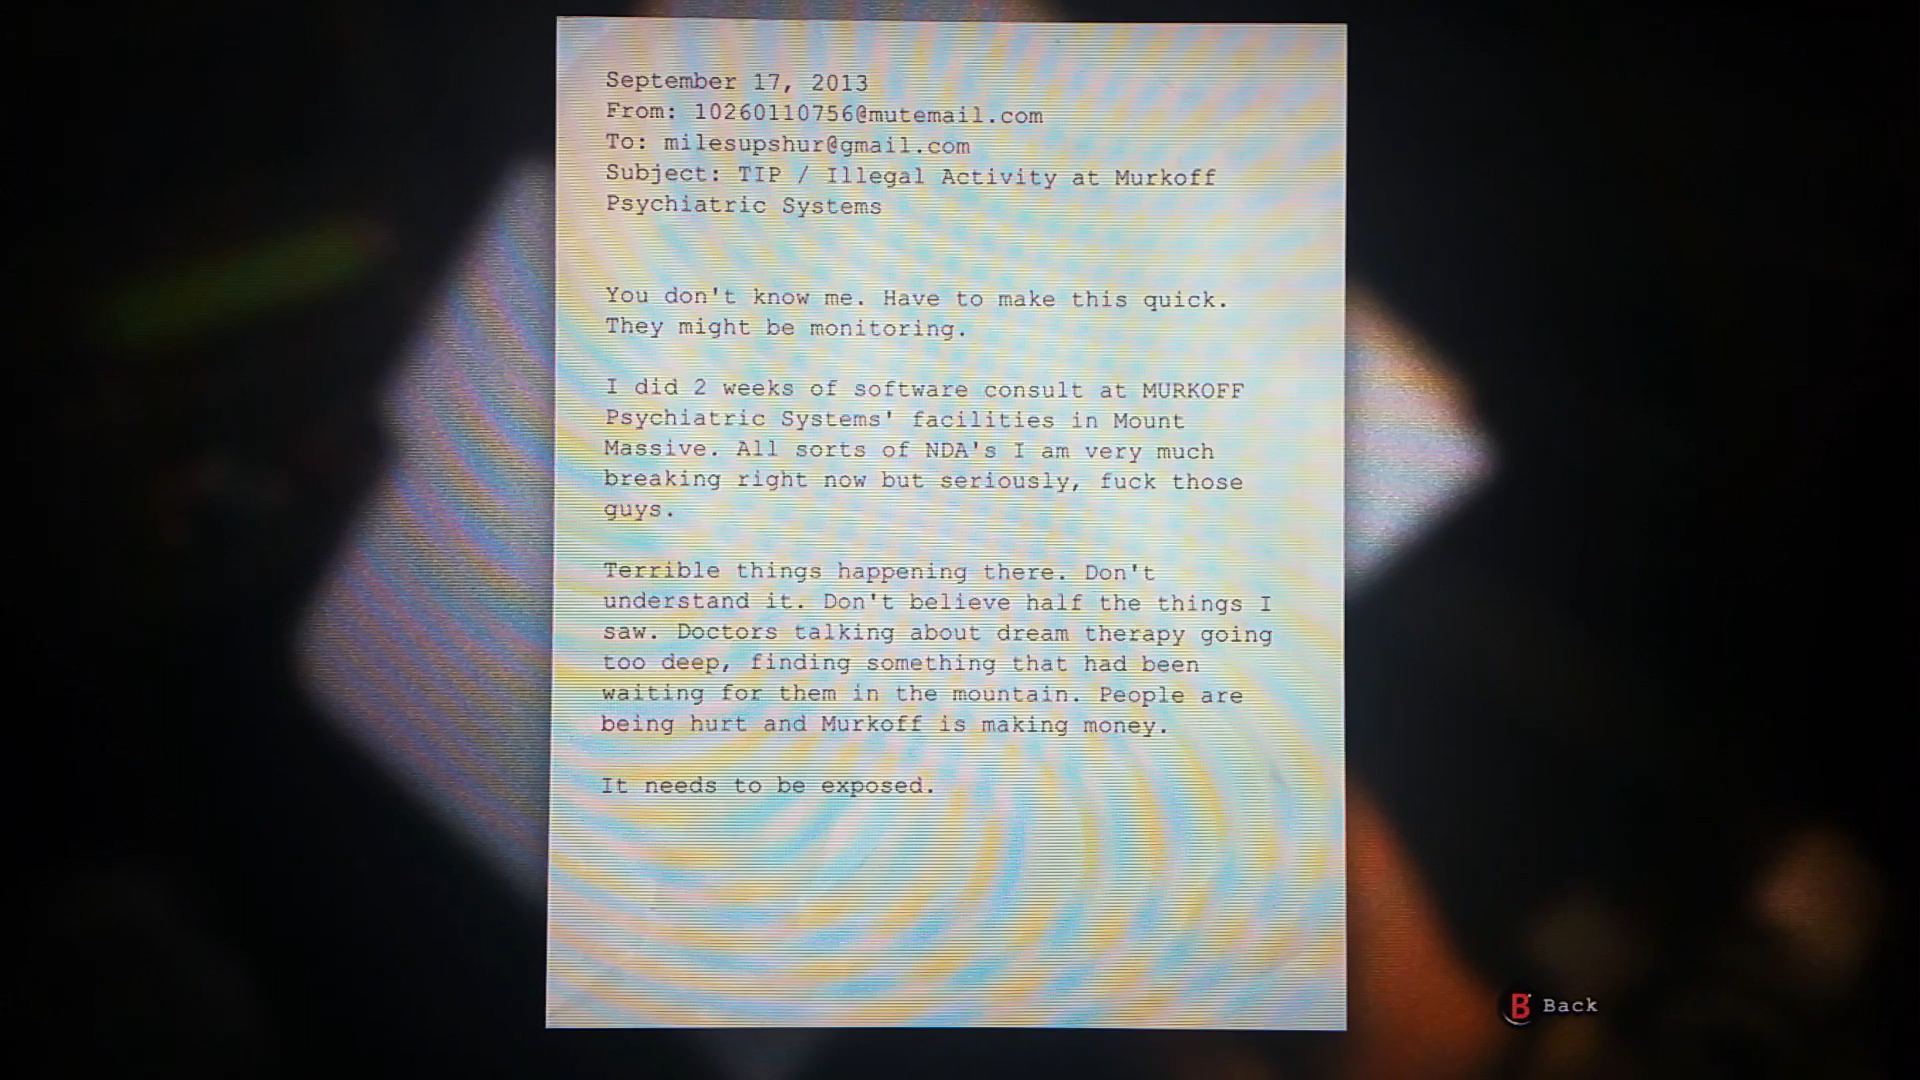 September 17, 2013
From: 10260110756@mutemail.com
To: milesupshur@gmail.com
Subject: TIP / Illegal Activity at Murkoff
Psychiatric Systems
You don't know me. Have to make this quick.
They might be monitoring.
I did 2 weeks of software consult at MURKOFF
Psychiatric Systems' facilities in Mount
Massive. All sorts of NDA's I am very much
breaking right now but seriously, fuck those
guys.
Terrible things happening there. Don't
understand it. Don't believe half the things I
saw. Doctors talking about dream therapy going
too deep, finding something that had been
waiting for them in the mountain. People are
being hurt and Murkoff is making money.
It needs to be exposed.
B Back